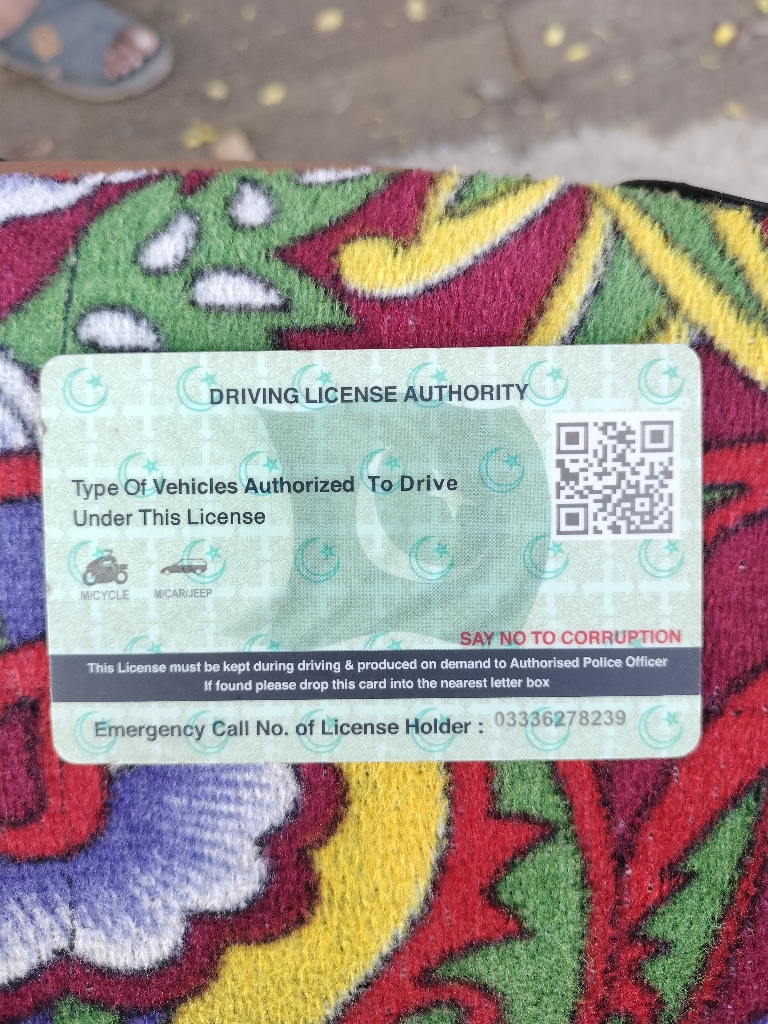 DRIVING LICENSE AUTHORITY
Type Of Vehicles Authorized To Drive
Under This License
M/CYCLE M/CAR/JEEP
SAY NO TO CORRUPTION
This License must be kept during driving & produced on demand to Authorised Police Officer
If found please drop this card into the nearest letter box
Emergency Call No. of License Holder : 03336278239